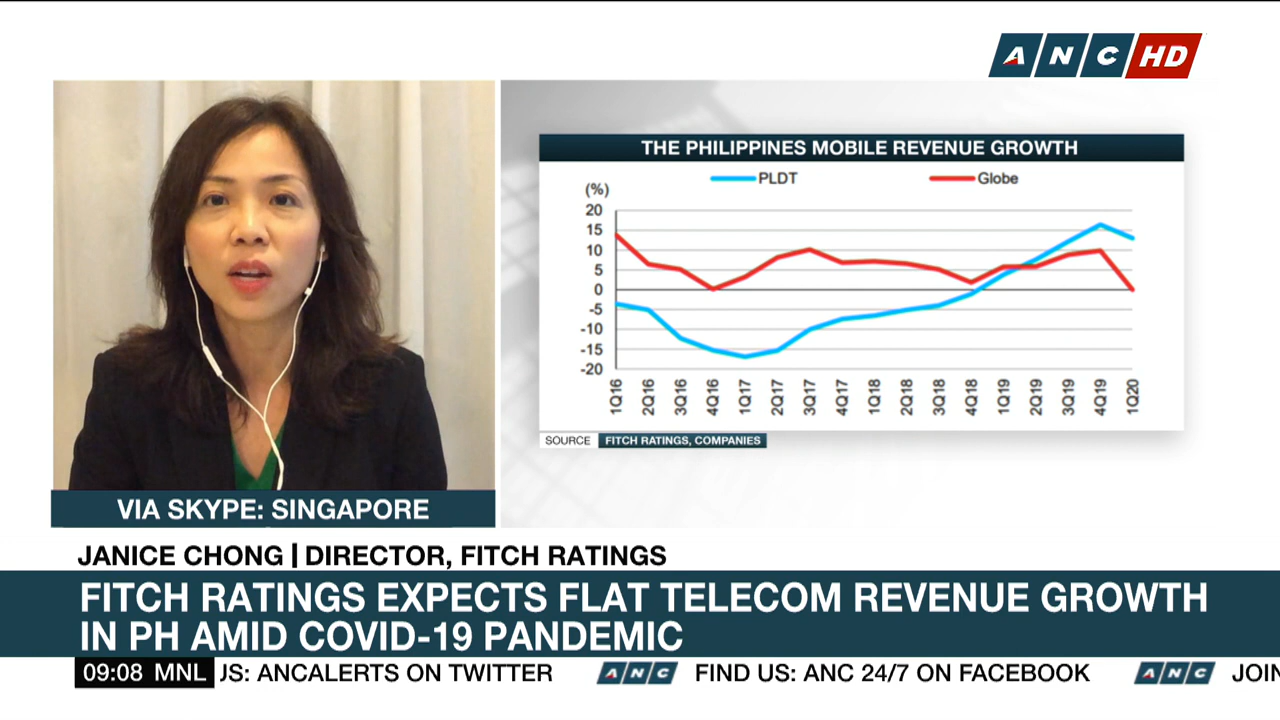 ANC HD
THE PHILIPPINES MOBILE REVENUE GROWTH
PLDT Globe
(%)
20
15
10
5
0
-5
-10
-15
-20
1Q16 2Q16 3Q16 4Q16 1Q17 2Q17 3Q17 4Q17 1Q18 2Q18 3Q18 4Q18 1Q19 2Q19 3Q19 4Q19 1Q20
SOURCE FITCH RATINGS, COMPANIES
VIA SKYPE: SINGAPORE
JANICE CHONG | DIRECTOR, FITCH RATINGS
FITCH RATINGS EXPECTS FLAT TELECOM REVENUE GROWTH
IN PH AMID COVID-19 PANDEMIC
09:08 MNL JS: ANCALERTS ON TWITTER ANC FIND US: ANC 24/7 ON FACEBOOK ANC JOIN